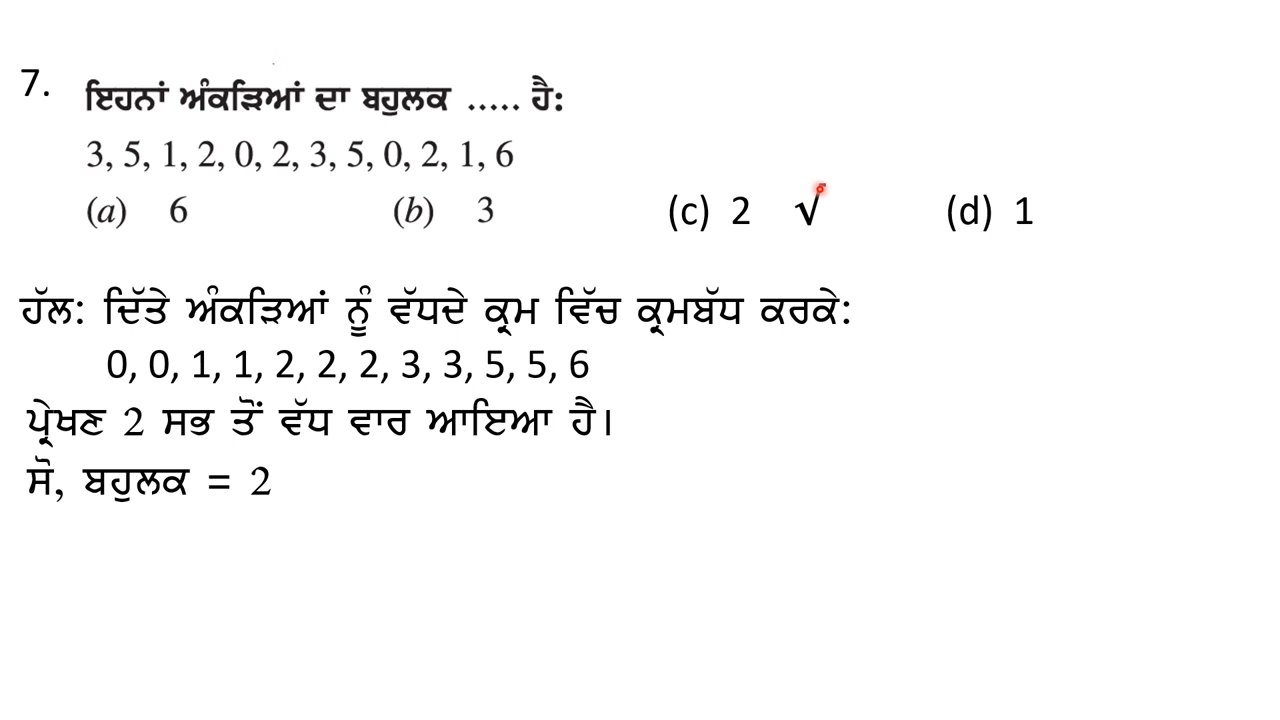 7. ਇਹਨਾਂ ਅੰਕੜਿਆਂ ਦਾ ਬਹੁਲਕ ..... ਹੈ:
3, 5, 1, 2, 0, 2, 3, 5, 0, 2, 1, 6
(a) 6 (b) 3 (c) 2 √ (d) 1
ਹੱਲ: ਦਿੱਤੇ ਅੰਕੜਿਆਂ ਨੂੰ ਵੱਧਦੇ ਕ੍ਰਮ ਵਿੱਚ ਕ੍ਰਮਬੱਧ ਕਰਕੇ:
0, 0, 1, 1, 2, 2, 2, 3, 3, 5, 5, 6
ਪ੍ਰੇਖਣ 2 ਸਭ ਤੋਂ ਵੱਧ ਵਾਰ ਆਇਆ ਹੈ।
ਸੋ, ਬਹੁਲਕ = 2